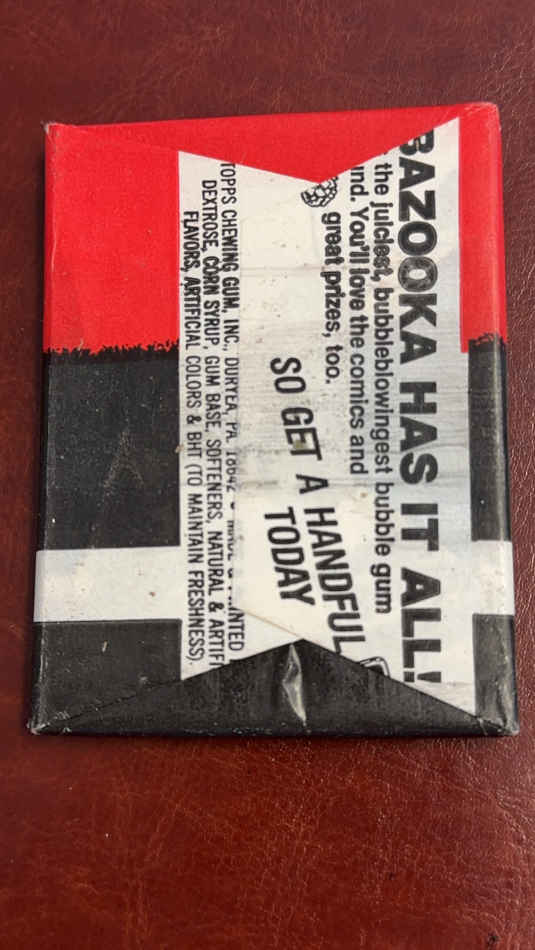 BAZOOKA HAS IT ALL!
the juiciest, bubbleblowingest bubble gum
You'll love the comics and
great prizes, too.
SO GET A HANDFUL
TODAY
TOPPS CHEWING GUM, INC., DURYEA, PA 18642
DEXTROSE, CORN SYRUP, GUM BASE, SOFTENERS, NATURAL & ARTIFI
FLAVORS, ARTIFICIAL COLORS & BHT (TO MAINTAIN FRESHNESS).